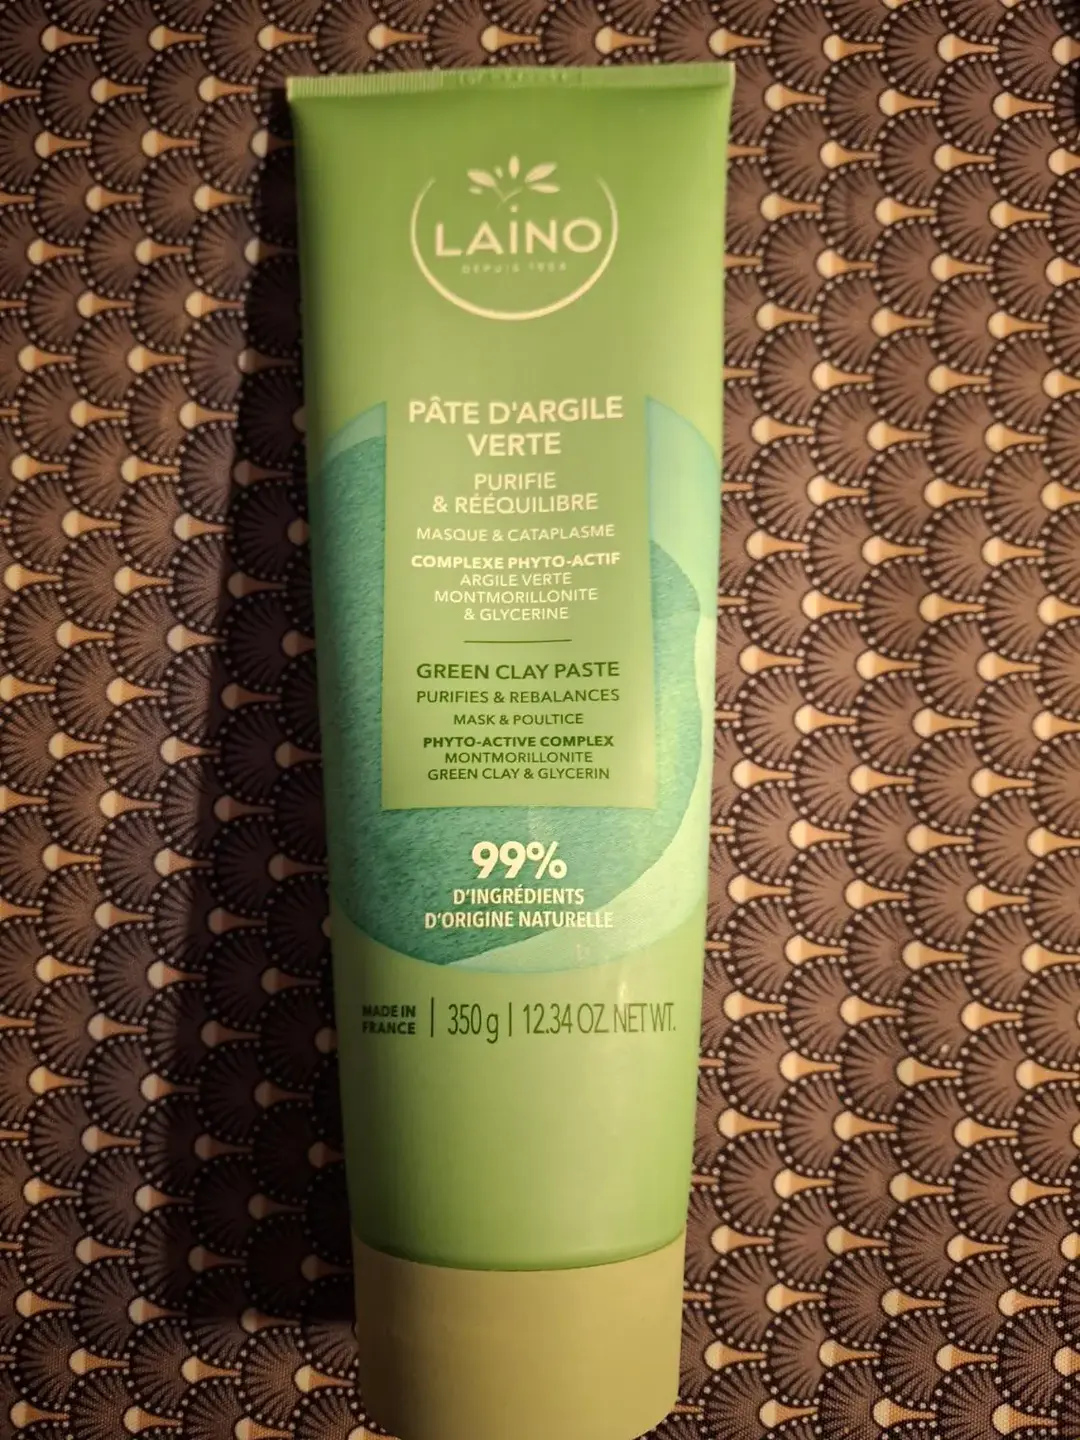 LAINO
DEPUIS
PÂTE D'ARGILE
VERTE
PURIFIE
& RÉÉQUILIBRE
MASQUE & CATAPLASME
COMPLEXE PHYTO-ACTIF
ARGILE VERTE
MONTMORILLONITE
& GLYCERINE
GREEN CLAY PASTE
PURIFIES & REBALANCES
MASK & POULTICE
PHYTO-ACTIVE COMPLEX
MONTMORILLONITE
GREEN CLAY & GLYCERIN
99%
D'INGRÉDIENTS
D'ORIGINE NATURELLE
MADE IN
FRANCE
350 g | 12.34 OZ. NET WT.